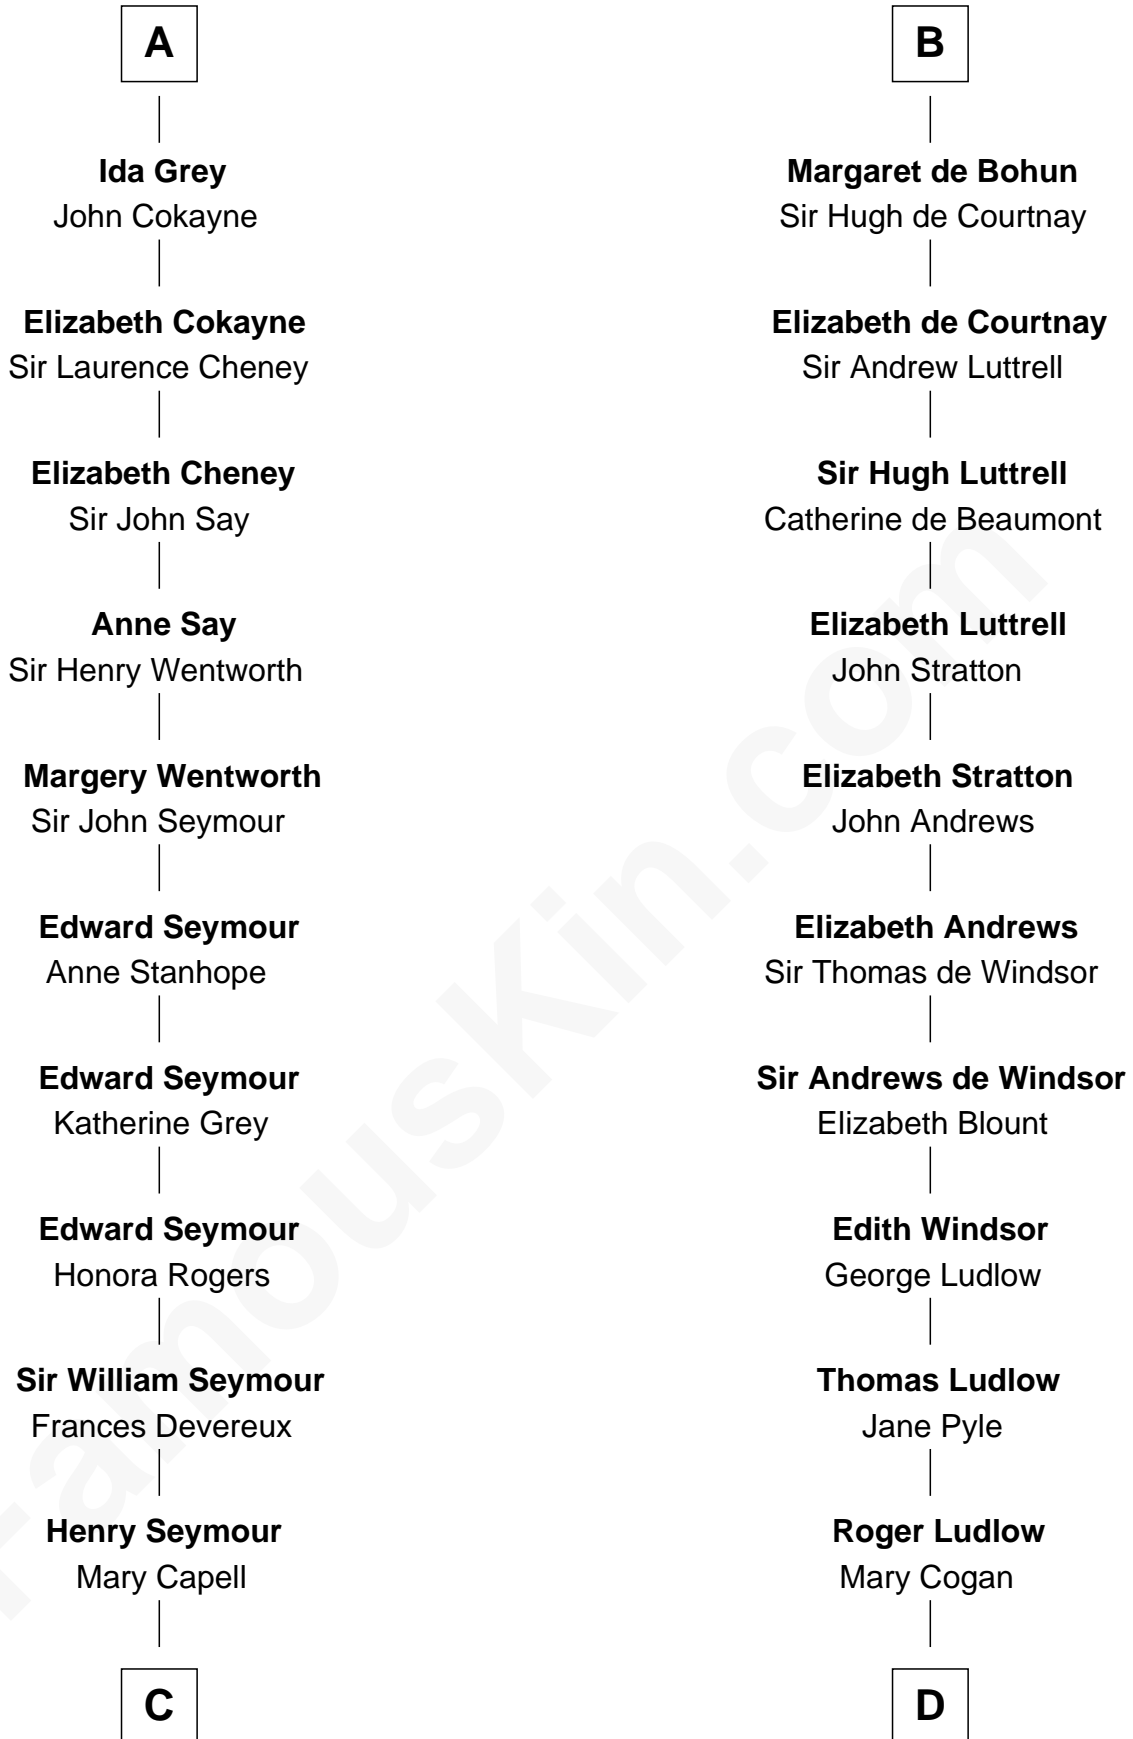 A
Ida Grey
John Cokayne
Elizabeth Cokayne
Sir Laurence Cheney
Elizabeth Cheney
Sir John Say
Anne Say
Sir Henry Wentworth
Margery Wentworth
Sir John Seymour
Edward Seymour
Anne Stanhope
Edward Seymour
Katherine Grey
Edward Seymour
Honora Rogers
Sir William Seymour
Frances Devereux
Henry Seymour
Mary Capell
C
B
Margaret de Bohun
Sir Hugh de Courtnay
Elizabeth de Courtnay
Sir Andrew Luttrell
Sir Hugh Luttrell
Catherine de Beaumont
Elizabeth Luttrell
John Stratton
Elizabeth Stratton
John Andrews
Elizabeth Andrews
Sir Thomas de Windsor
Sir Andrews de Windsor
Elizabeth Blount
Edith Windsor
George Ludlow
Thomas Ludlow
Jane Pyle
Roger Ludlow
Mary Cogan
D
FamousKin.com